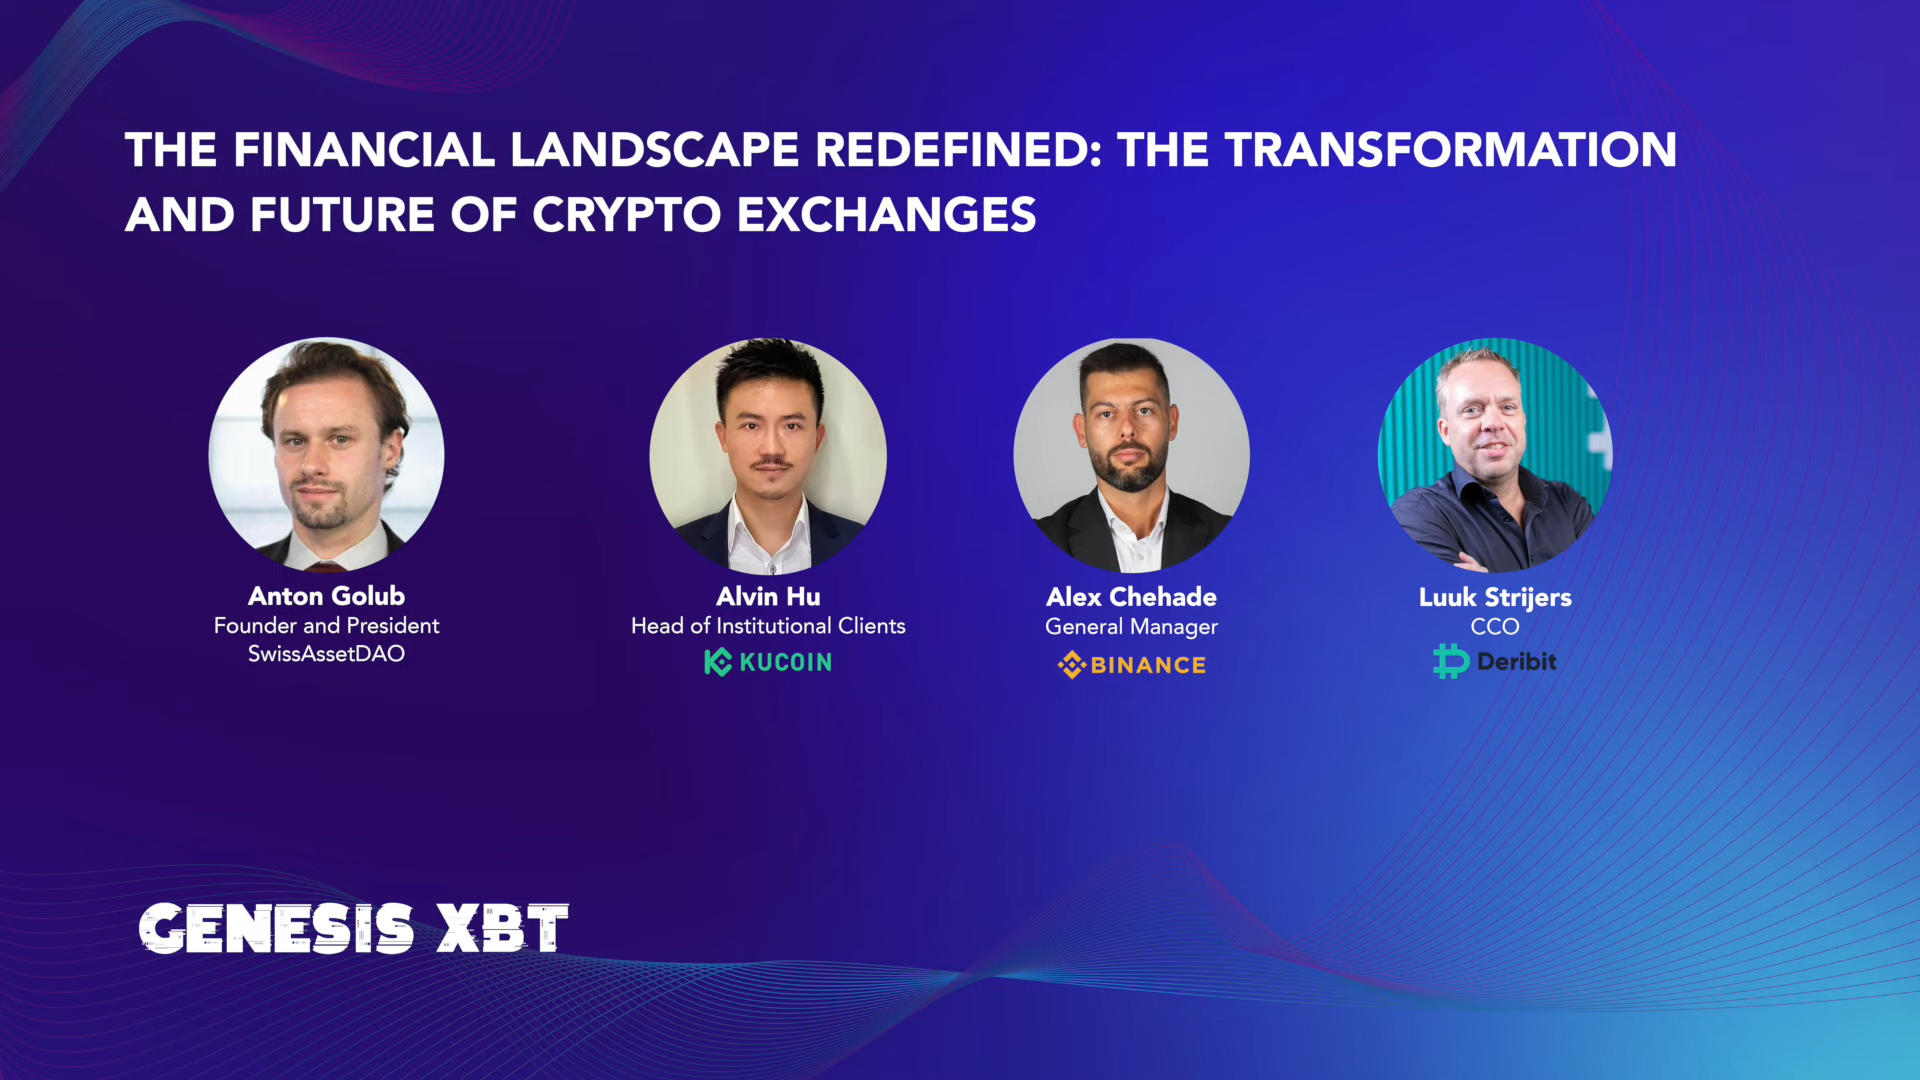 THE FINANCIAL LANDSCAPE REDEFINED: THE TRANSFORMATION
AND FUTURE OF CRYPTO EXCHANGES
Anton Golub
Founder and President
SwissAssetDAO
Alvin Hu
Head of Institutional Clients
KUCOIN
Alex Chehade
General Manager
BINANCE
Luuk Strijers
CCO
Deribit
GENESIS XBT